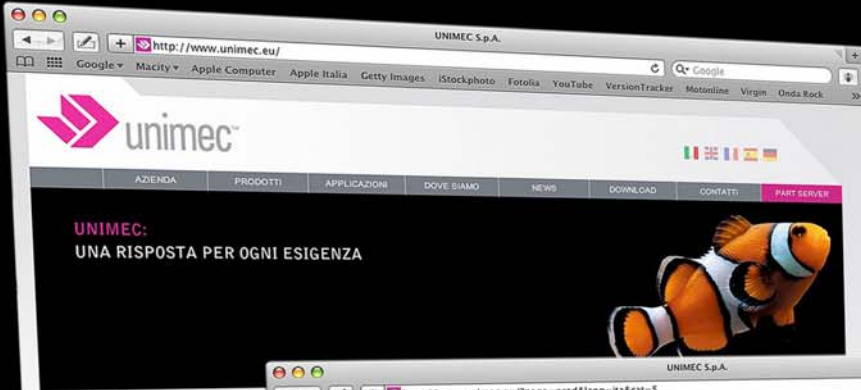 UNIMEC S.p.A.
http://www.unimec.eu/
Google
Google Macity Apple Computer Apple Italia Getty Images iStockphoto Fotolia YouTube VersionTracker Motonline Virgin Onda Rock
unimec™
AZIENDA PRODOTTI APPLICAZIONI DOVE SIAMO NEWS DOWNLOAD CONTATTI PART SERVER
UNIMEC:
UNA RISPOSTA PER OGNI ESIGENZA
UNIMEC S.p.A.